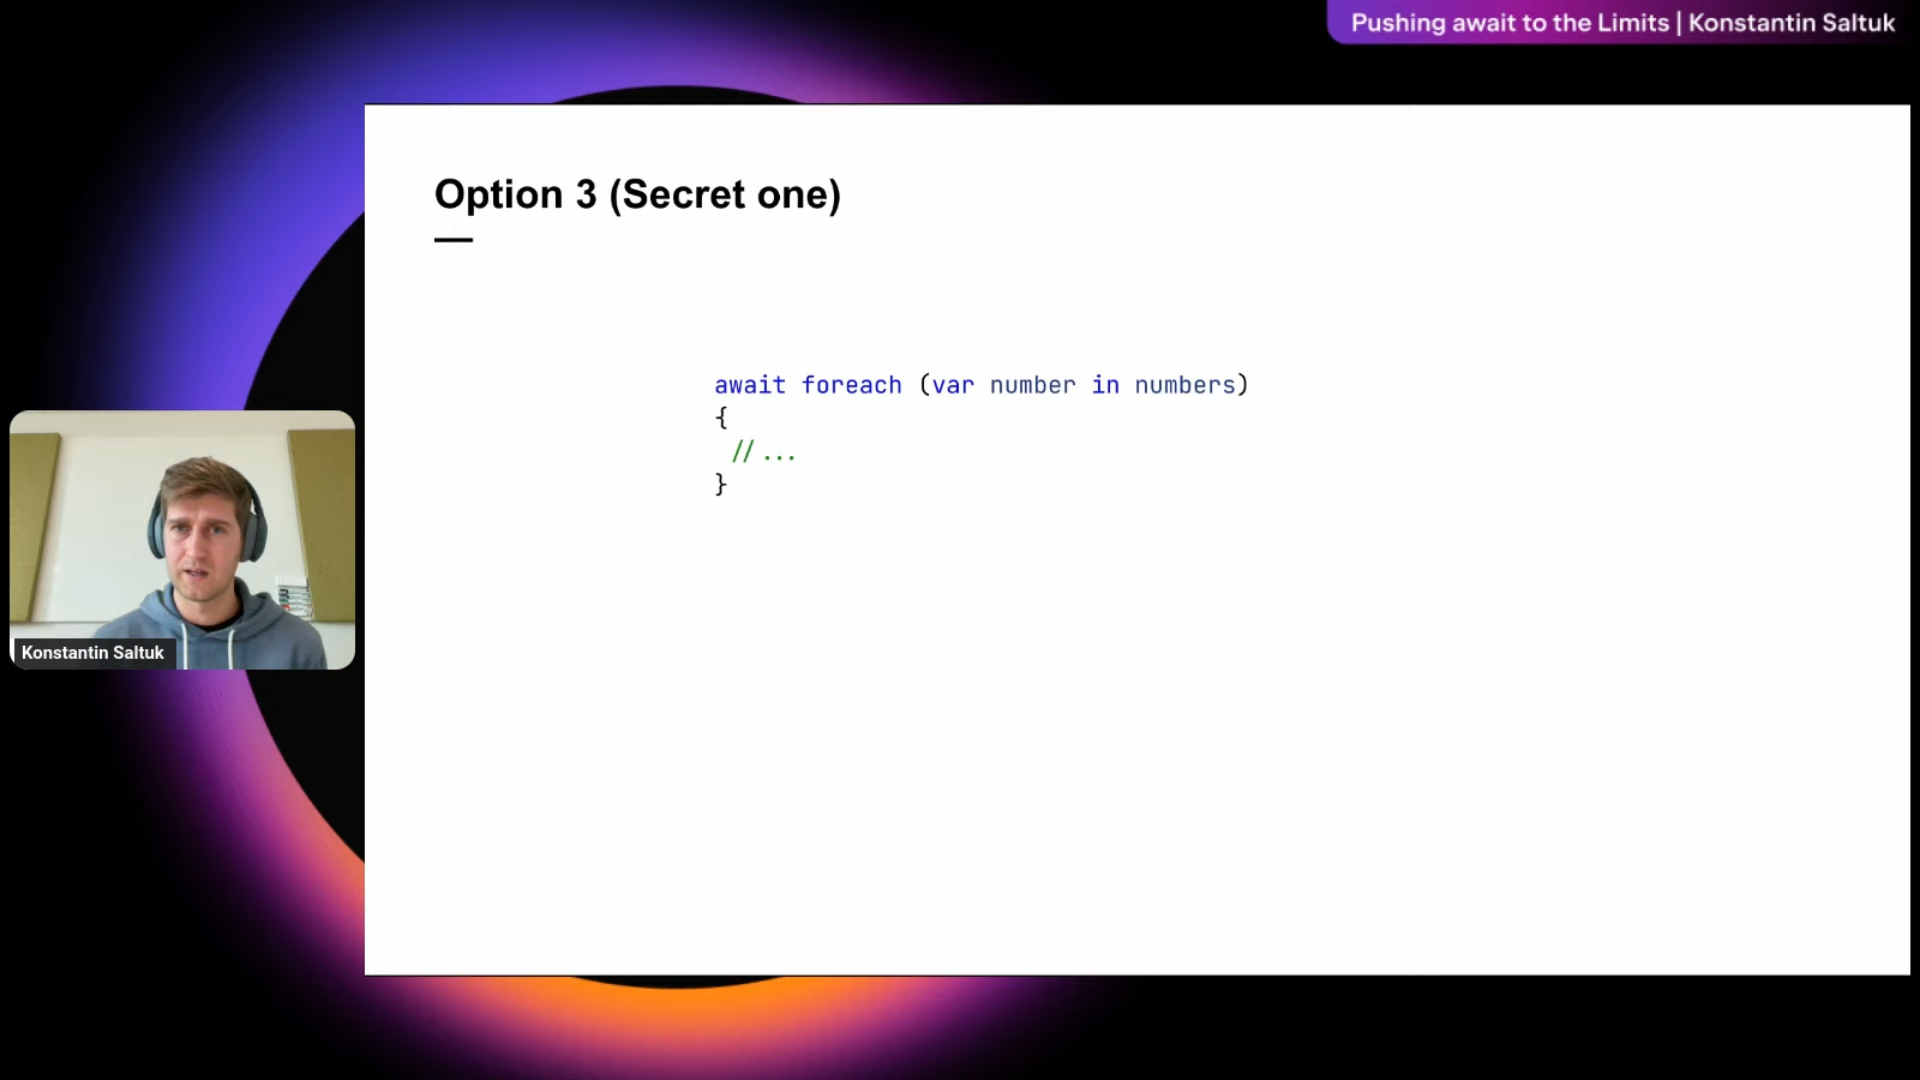 Pushing await to the Limits | Konstantin Saltuk
Option 3 (Secret one)
await foreach (var number in numbers)
{
// ...
}
Konstantin Saltuk